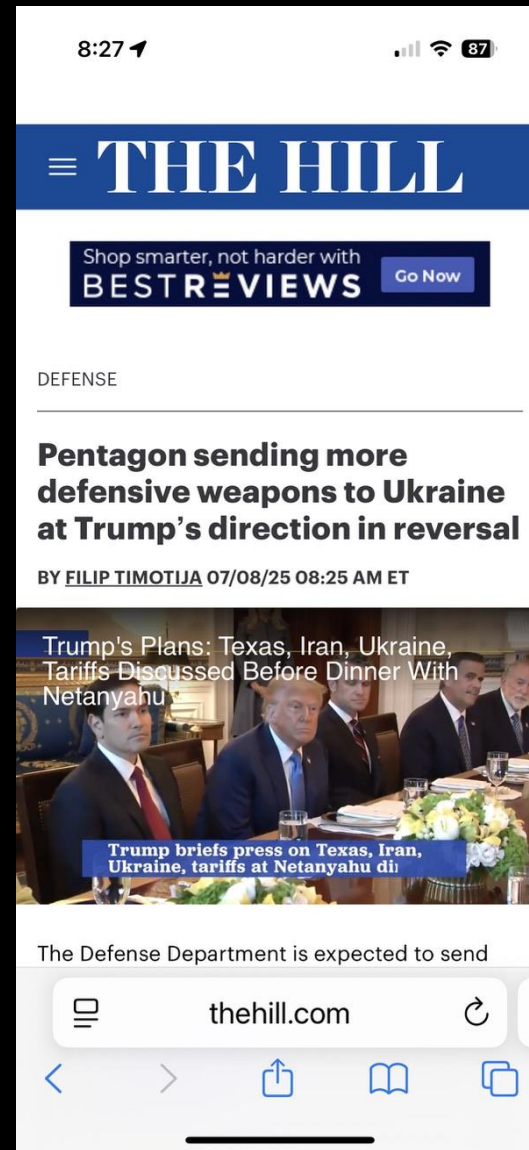 8:27
87
THE HILL
Shop smarter, not harder with
BESTREVIEWS
Go Now
DEFENSE
Pentagon sending more
defensive weapons to Ukraine
at Trump’s direction in reversal
BY FILIP TIMOTIJA 07/08/25 08:25 AM ET
Trump's Plans: Texas, Iran, Ukraine,
Tariffs Discussed Before Dinner With
Netanyahu
Trump briefs press on Texas, Iran,
Ukraine, tariffs at Netanyahu di
The Defense Department is expected to send
thehill.com